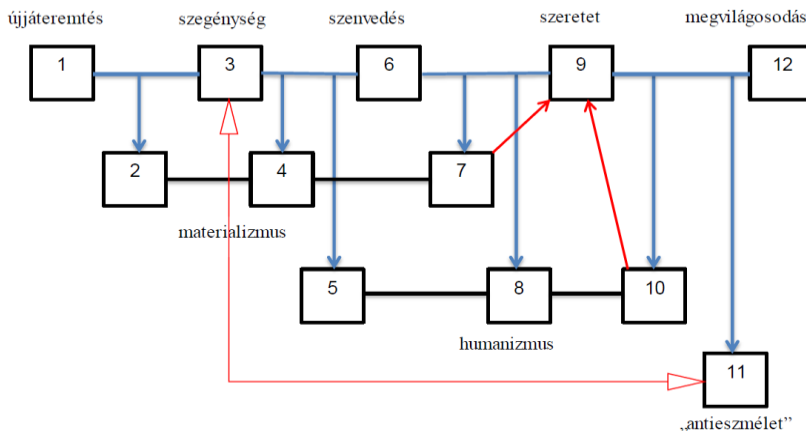 újjáteremtés szegénység szenvedés szeretet megvilágosodás
1 3 6 9 12
2 4 7
materializmus
5 8 10
humanizmus
11
„antieszmélet”